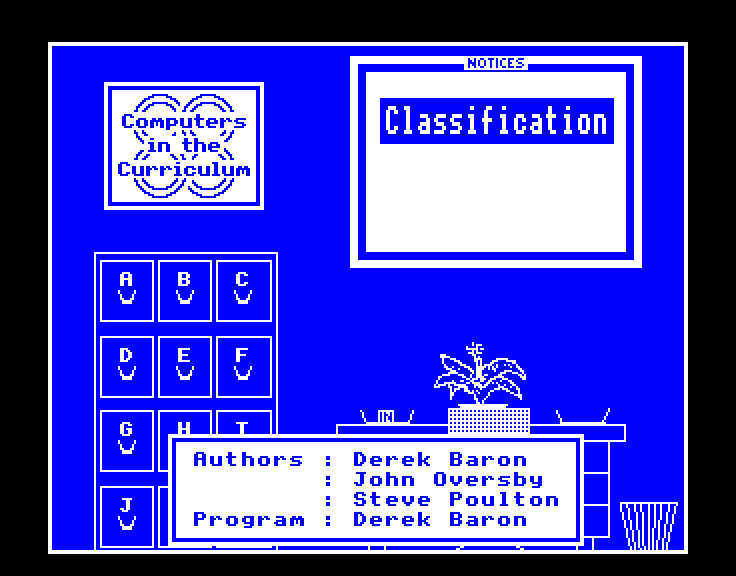 NOTICES
Computers
in the
Curriculum
Classification
A B C
D E F
G H I
J
IN
Authors : Derek Baron
: John Oversby
: Steve Poulton
Program : Derek Baron